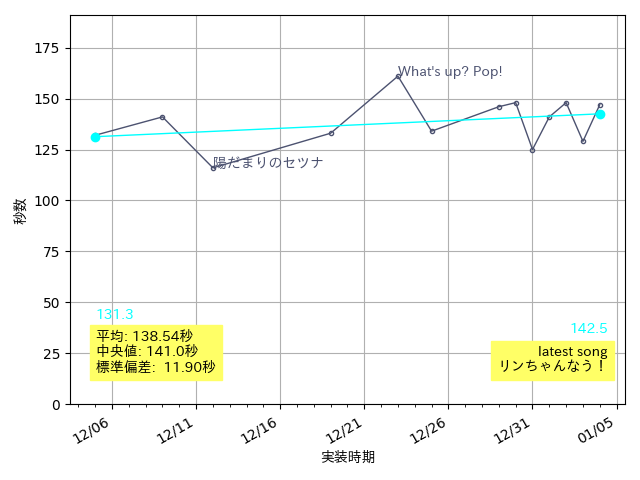 175
150
125
100
75
50
25
0
秒数
What's up? Pop!
陽だまりのセツナ
131.3
平均: 138.54秒
中央値: 141.0秒
標準偏差: 11.90秒
142.5
latest song
リンちゃんなう！
12/06
12/11
12/16
12/21
12/26
12/31
01/05
実装時期